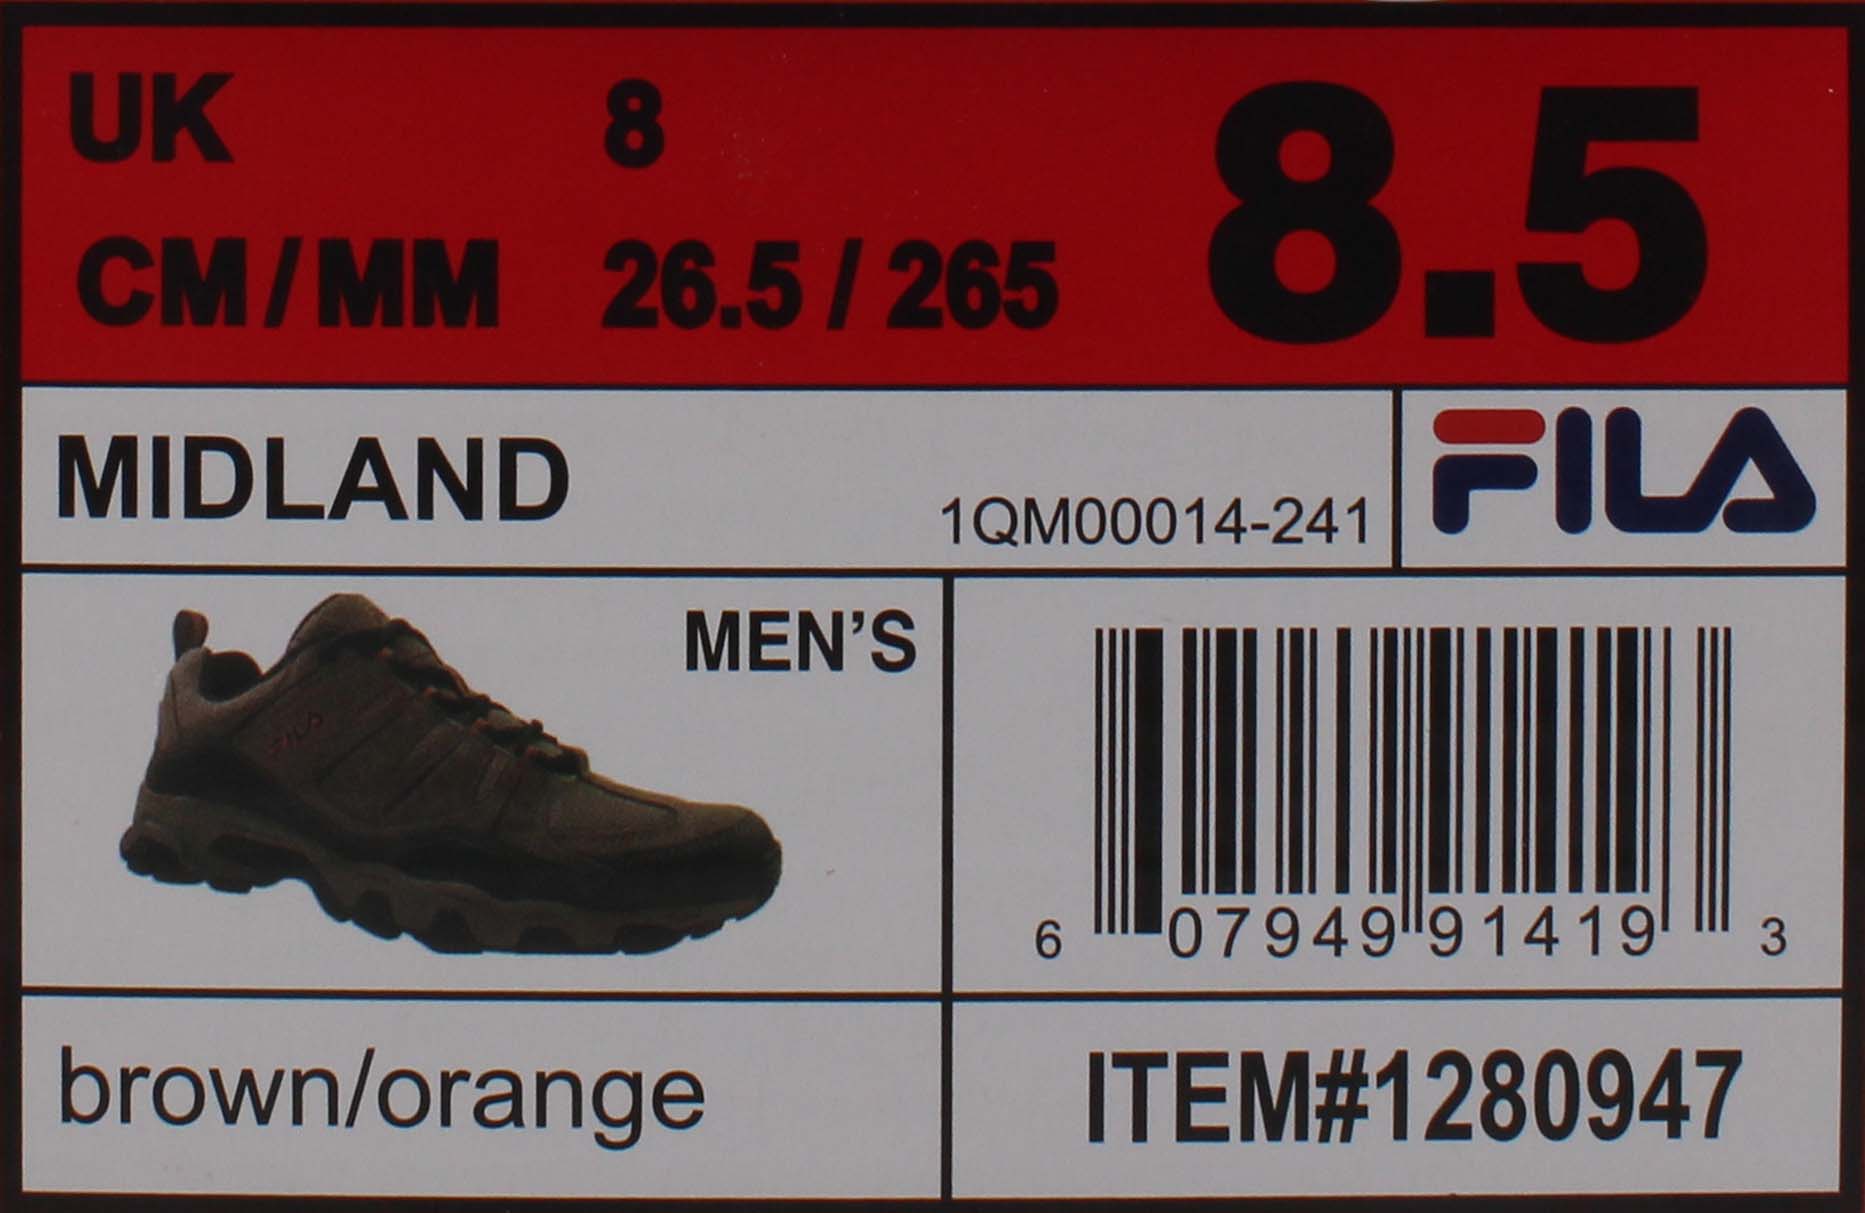 UK 8
CM/MM 26.5 / 265
8.5
MIDLAND
1QM00014-241
FILA
MEN'S
FILA
6 07949 91419 3
brown/orange
ITEM#1280947